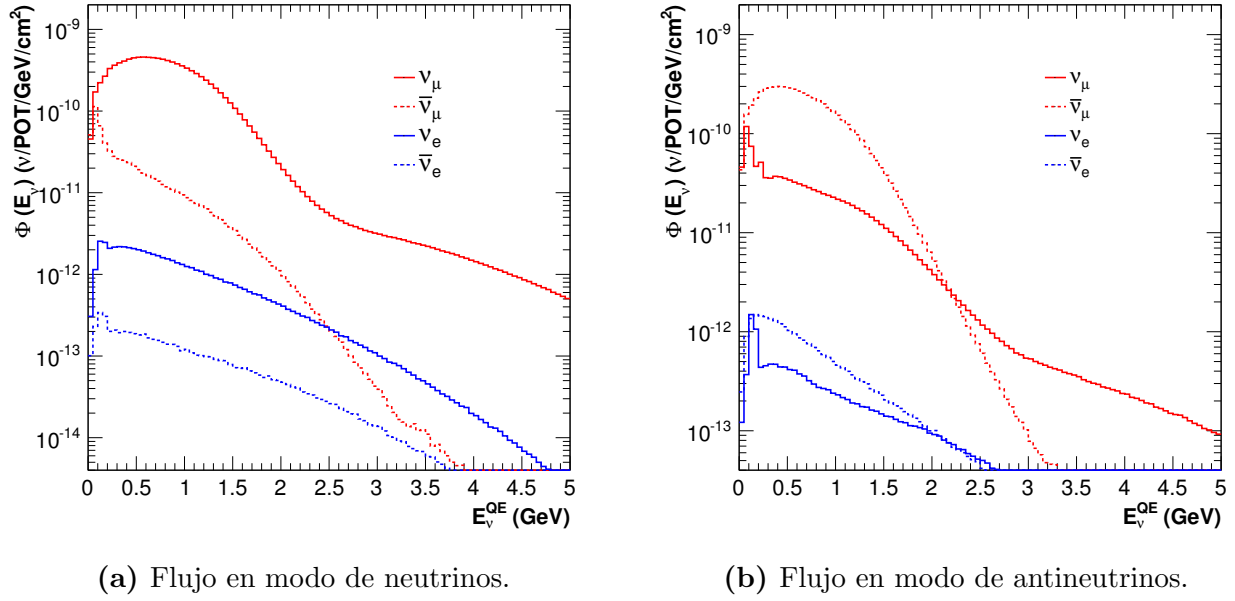 Φ (E_ν) (ν/POT/GeV/cm²)
10⁻⁹
10⁻¹⁰
10⁻¹¹
10⁻¹²
10⁻¹³
10⁻¹⁴
ν_μ
ν̅_μ
ν_e
ν̅_e
0 0.5 1 1.5 2 2.5 3 3.5 4 4.5 5
E_ν^QE (GeV)
(a) Flujo en modo de neutrinos.
Φ (E_ν) (ν/POT/GeV/cm²)
10⁻⁹
10⁻¹⁰
10⁻¹¹
10⁻¹²
10⁻¹³
ν_μ
ν̅_μ
ν_e
ν̅_e
0 0.5 1 1.5 2 2.5 3 3.5 4 4.5 5
E_ν^QE (GeV)
(b) Flujo en modo de antineutrinos.